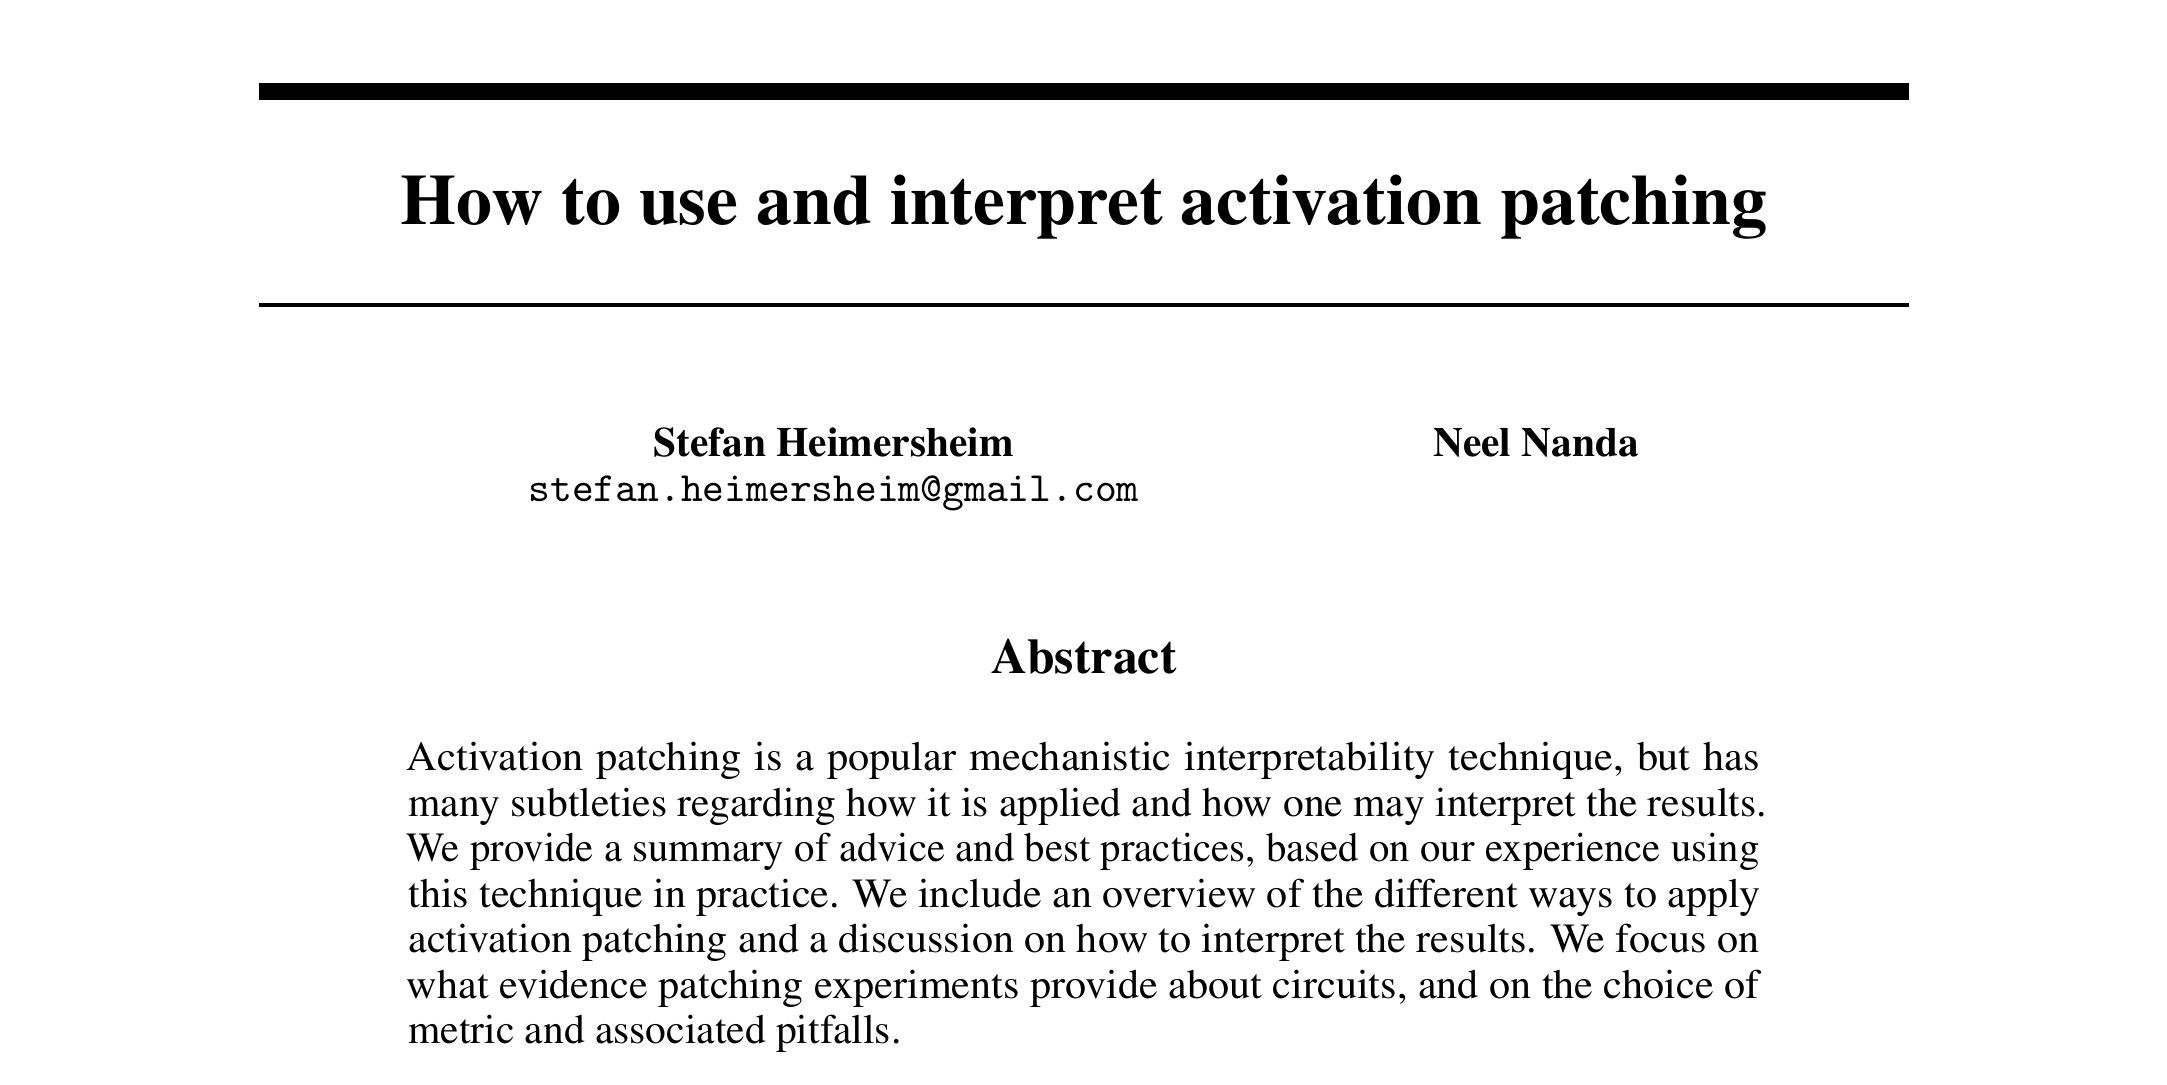 How to use and interpret activation patching
Stefan Heimersheim
stefan.heimersheim@gmail.com
Neel Nanda
Abstract
Activation patching is a popular mechanistic interpretability technique, but has
many subtleties regarding how it is applied and how one may interpret the results.
We provide a summary of advice and best practices, based on our experience using
this technique in practice. We include an overview of the different ways to apply
activation patching and a discussion on how to interpret the results. We focus on
what evidence patching experiments provide about circuits, and on the choice of
metric and associated pitfalls.